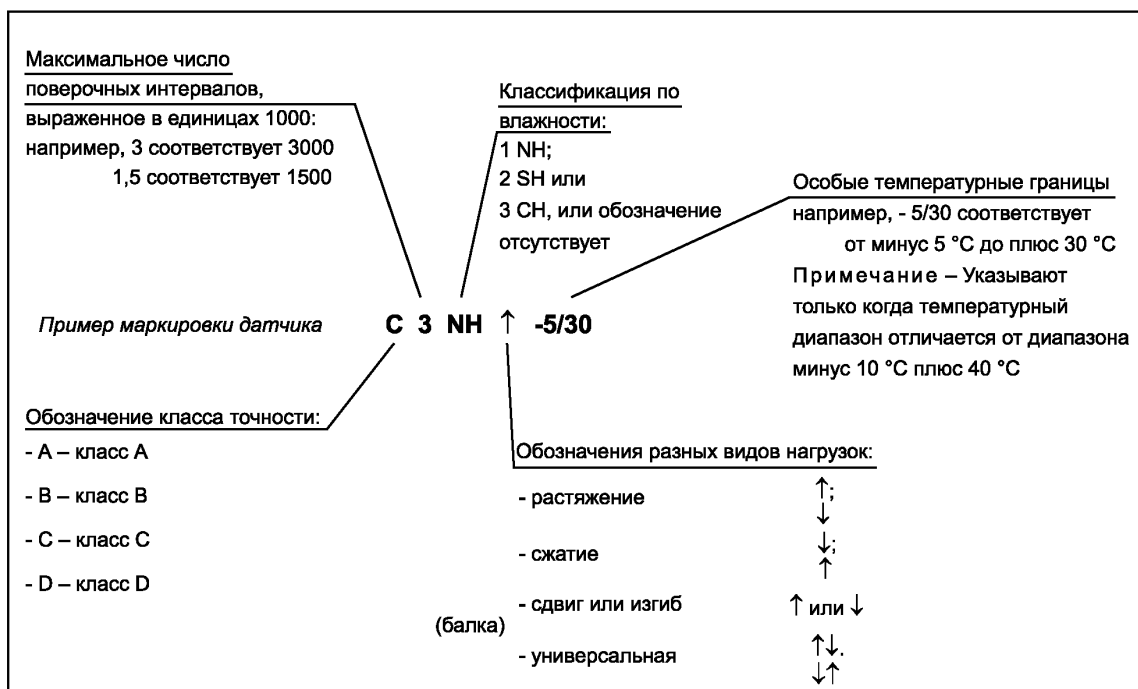 Максимальное число
поверочных интервалов,
выраженное в единицах 1000:
например, 3 соответствует 3000
1,5 соответствует 1500
Классификация по
влажности:
1 NH;
2 SH или
3 CH, или обозначение
отсутствует
Особые температурные границы
например, - 5/30 соответствует
от минус 5 °C до плюс 30 °C
Примечание – Указывают
только когда температурный
диапазон отличается от диапазона
минус 10 °C плюс 40 °C
Пример маркировки датчика C 3 NH ↑ -5/30
Обозначение класса точности:
- A – класс A
- B – класс B
- C – класс C
- D – класс D
Обозначения разных видов нагрузок:
- растяжение ↑;
↓
- сжатие ↓;
↑
- сдвиг или изгиб ↑ или ↓
(балка)
- универсальная ↑↓.
↓↑